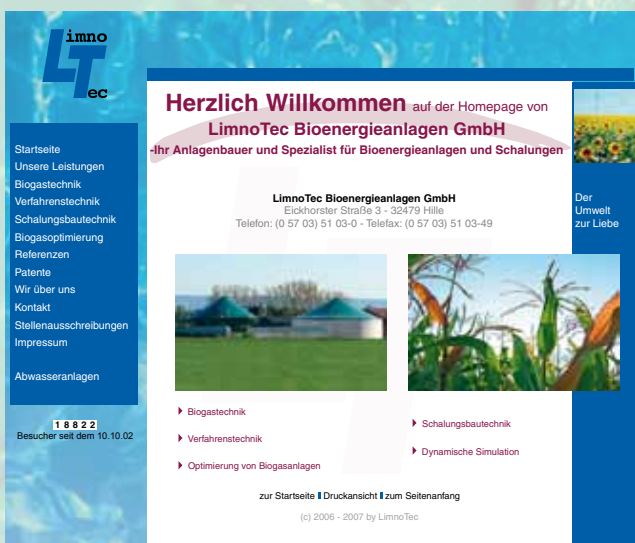 Limno
Tec
Herzlich Willkommen auf der Homepage von
LimnoTec Bioenergieanlagen GmbH
-Ihr Anlagenbauer und Spezialist für Bioenergieanlagen und Schalungen
Startseite
Unsere Leistungen
Biogastechnik
Verfahrenstechnik
Schalungsbautechnik
Biogasoptimierung
Referenzen
Patente
Wir über uns
Kontakt
Stellenausschreibungen
Impressum
Abwasseranlagen
18822
Besucher seit dem 10.10.02
LimnoTec Bioenergieanlagen GmbH
Eickhorster Straße 3 - 32479 Hille
Telefon: (0 57 03) 51 03-0 - Telefax: (0 57 03) 51 03-49
Der
Umwelt
zur Liebe
Biogastechnik
Verfahrenstechnik
Optimierung von Biogasanlagen
Schalungsbautechnik
Dynamische Simulation
zur Startseite Druckansicht zum Seitenanfang
(c) 2006 - 2007 by LimnoTec